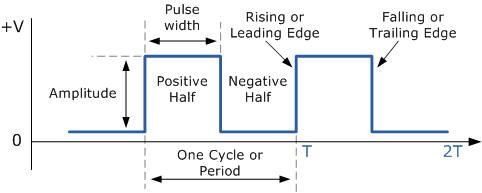 +V
Pulse
width
Rising or
Leading Edge
Falling or
Trailing Edge
Amplitude
Positive
Half
Negative
Half
0
One Cycle or
Period
T
2T